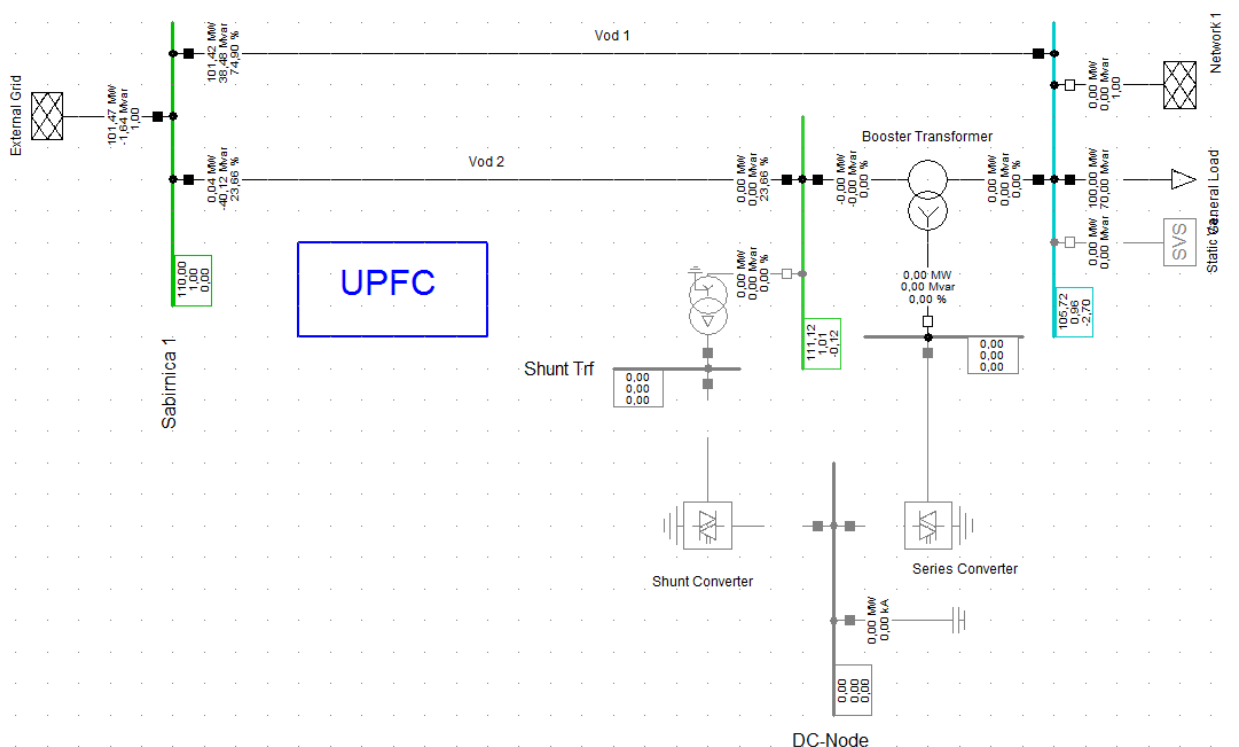 Vod 1
Network 1
101,42 MW
38,48 Mvar
74,90 %
0,00 MW
0,00 Mvar
1,00
External Grid
101,47 MW
-1,64 Mvar
1,00
Booster Transformer
Vod 2
0,04 MW
-40,12 Mvar
23,66 %
0,00 MW
0,00 Mvar
23,66 %
-0,00 MW
-0,00 Mvar
0,00 %
0,00 MW
0,00 Mvar
0,00 %
100,00 MW
70,00 Mvar
General Load
Static
SVS
0,00 MW
0,00 Mvar
110,00
1,00
0,00
UPFC
0,00 MW
0,00 Mvar
0,00 %
0,00 MW
0,00 Mvar
0,00 %
105,72
0,96
-2,70
111,12
1,01
-0,12
Sabirnica 1
Shunt Trf
0,00
0,00
0,00
0,00
0,00
0,00
Shunt Converter
Series Converter
0,00 MW
0,00 kA
0,00
0,00
0,00
DC-Node